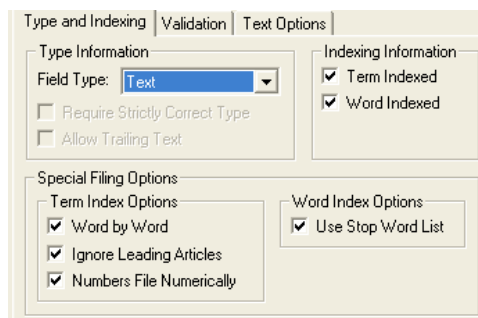 Type and Indexing Validation Text Options
Type Information
Field Type: Text
Require Strictly Correct Type
Allow Trailing Text
Indexing Information
Term Indexed
Word Indexed
Special Filing Options
Term Index Options
Word by Word
Ignore Leading Articles
Numbers File Numerically
Word Index Options
Use Stop Word List